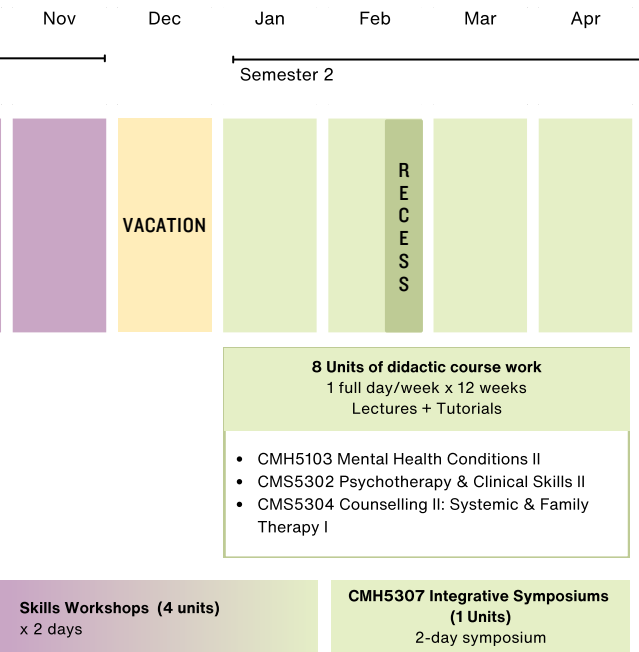 Nov Dec Jan Feb Mar Apr
Semester 2
VACATION
RECESS
8 Units of didactic course work
1 full day/week x 12 weeks
Lectures + Tutorials
• CMH5103 Mental Health Conditions II
• CMS5302 Psychotherapy & Clinical Skills II
• CMS5304 Counselling II: Systemic & Family
Therapy I
Skills Workshops (4 units)
x 2 days
CMH5307 Integrative Symposiums
(1 Units)
2-day symposium